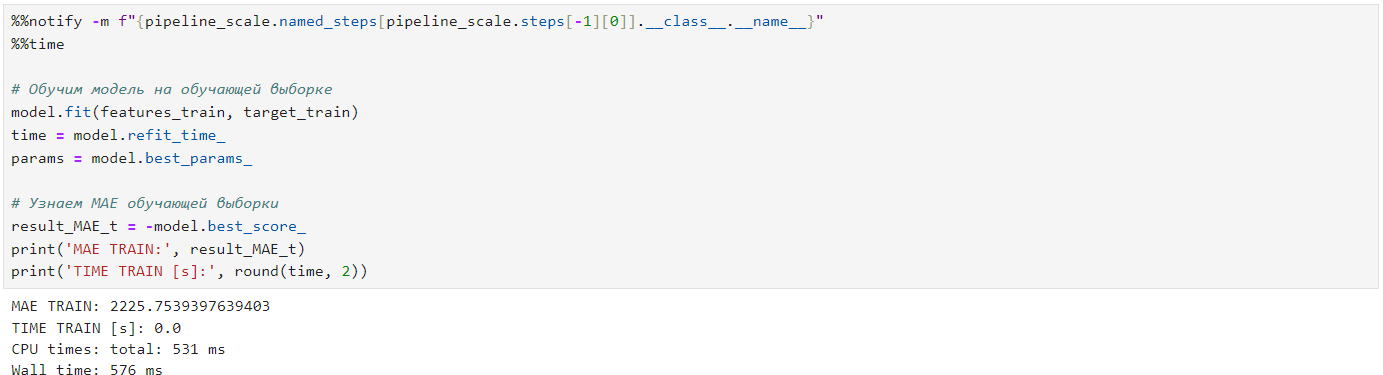 %%notify -m f"{pipeline_scale.named_steps[pipeline_scale.steps[-1][0]].__class__.__name__}"
%%time
# Обучим модель на обучающей выборке
model.fit(features_train, target_train)
time = model.refit_time_
params = model.best_params_
# Узнаем MAE обучающей выборки
result_MAE_t = -model.best_score_
print('MAE TRAIN:', result_MAE_t)
print('TIME TRAIN [s]:', round(time, 2))
MAE TRAIN: 2225.7539397639403
TIME TRAIN [s]: 0.0
CPU times: total: 531 ms
Wall time: 576 ms